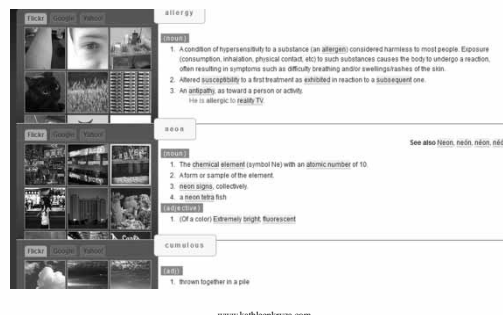 Flickr Google Yahoo!
allergy
(noun)
1. A condition of hypersensitivity to a substance (an allergen) considered harmless to most people. Exposure
(consumption, inhalation, physical contact, etc) to such substances causes the body to undergo a reaction,
often resulting in symptoms such as difficulty breathing and/or swellings/rashes of the skin.
2. Altered susceptibility to a first treatment as exhibited in reaction to a subsequent one.
3. An antipathy, as toward a person or activity.
He is allergic to reality TV.
Flickr Google Yahoo!
neon
See also Neon, neón, néon, néo
(noun)
1. The chemical element (symbol Ne) with an atomic number of 10.
2. A form or sample of the element.
3. neon signs, collectively.
4. a neon tetra fish
(adjective)
1. (Of a color) Extremely bright; fluorescent
Flickr Google Yahoo!
cumulous
(adj)
1. thrown together in a pile